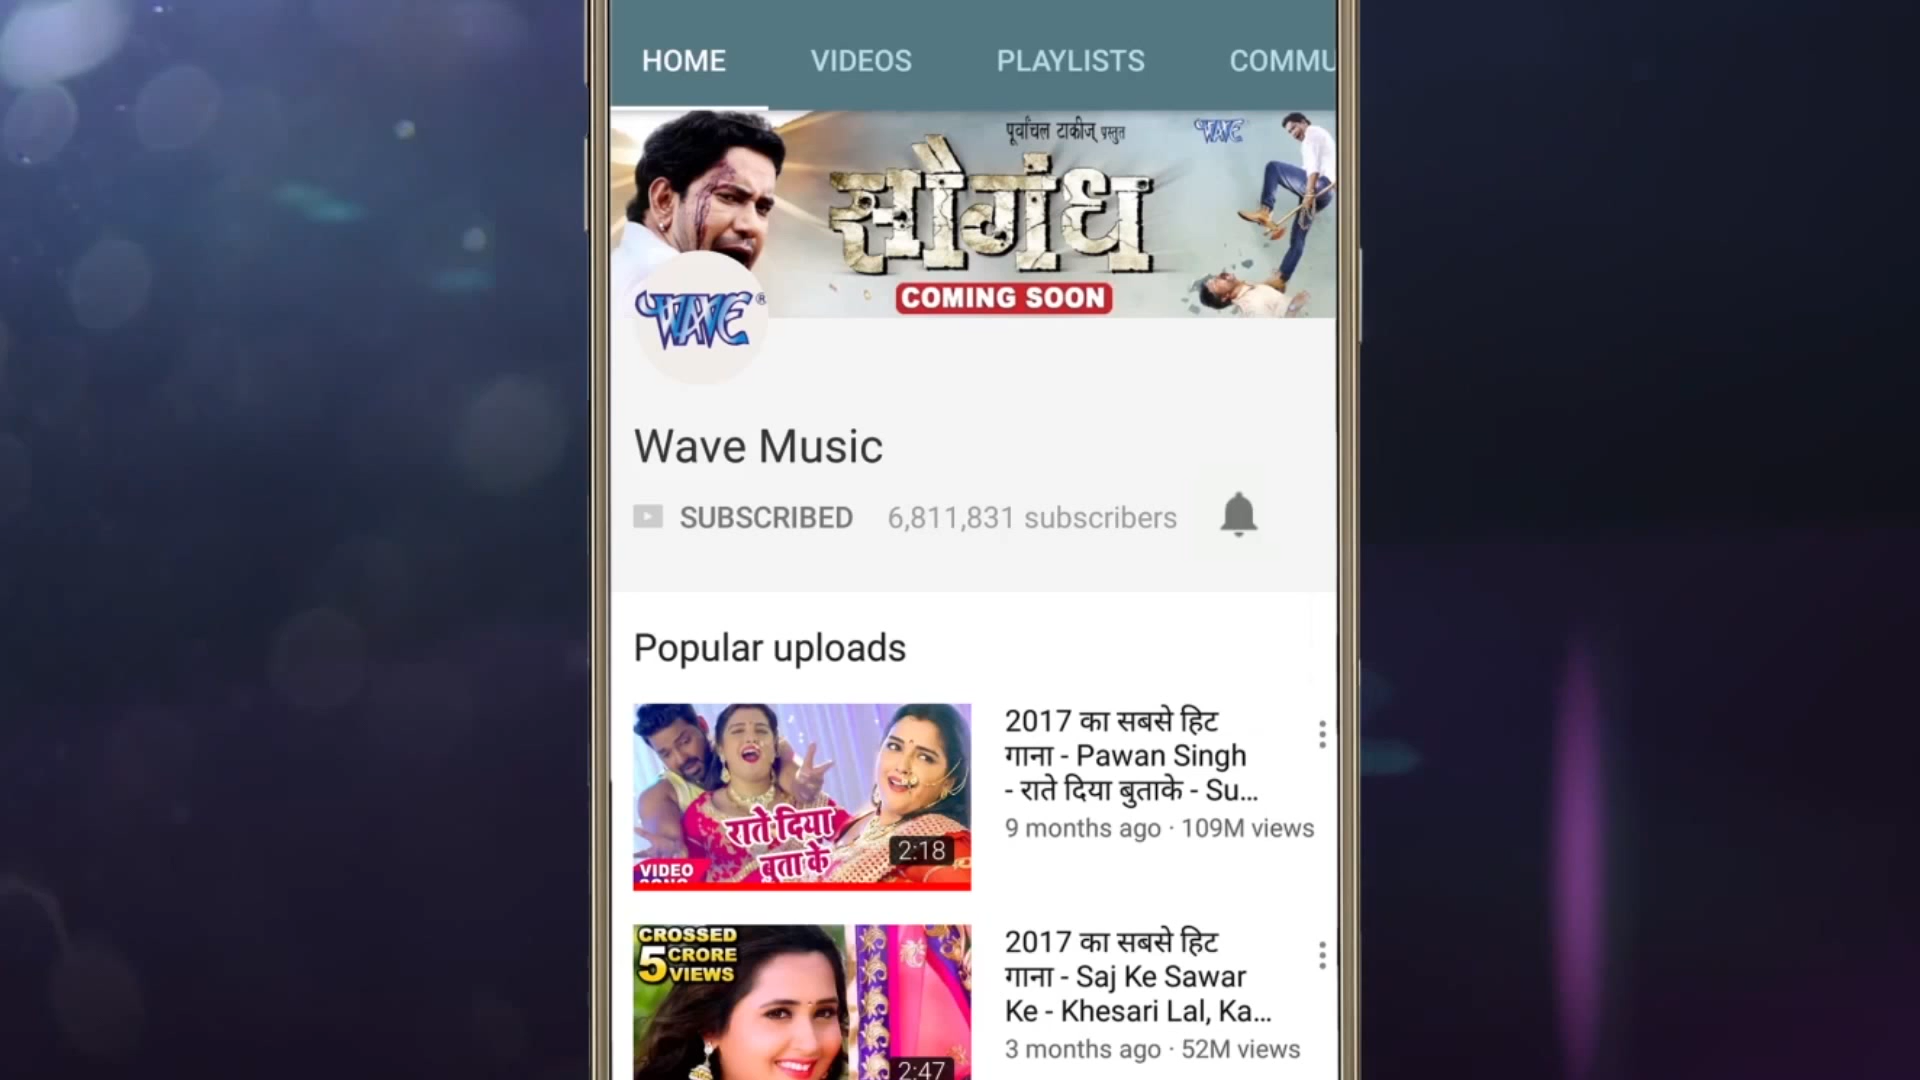 HOME VIDEOS PLAYLISTS COMMU
पूर्वांचल टाकीज् प्रस्तुत
WAVE
सौगंध
COMING SOON
WAVE®
Wave Music
SUBSCRIBED 6,811,831 subscribers
Popular uploads
राते दिया
बुता के
VIDEO
SONG
2:18
2017 का सबसे हिट
गाना - Pawan Singh
- राते दिया बुताके - Su...
9 months ago · 109M views
CROSSED
5 CRORE
VIEWS
2:47
2017 का सबसे हिट
गाना - Saj Ke Sawar
Ke - Khesari Lal, Ka...
3 months ago · 52M views